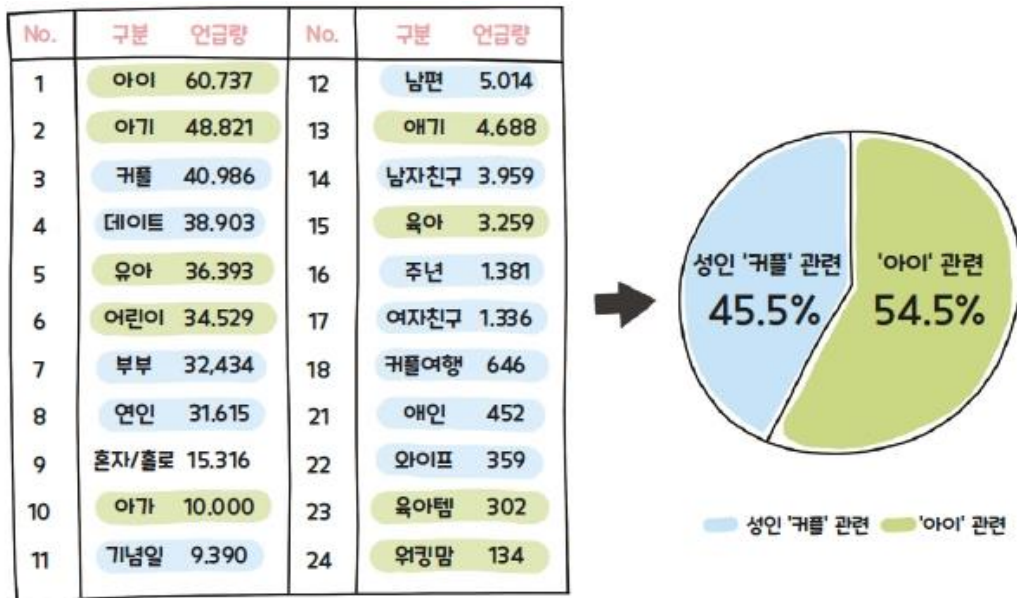 No. 구분 언급량 No. 구분 언급량
1 아이 60.737 12 남편 5.014
2 아기 48.821 13 애기 4.688
3 커플 40.986 14 남자친구 3.959
4 데이트 38.903 15 육아 3.259
5 유아 36.393 16 주년 1.381
6 어린이 34.529 17 여자친구 1.336
7 부부 32,434 18 커플여행 646
8 연인 31.615 21 애인 452
9 혼자/홀로 15.316 22 와이프 359
10 아가 10.000 23 육아템 302
11 기념일 9.390 24 워킹맘 134
성인 '커플' 관련 '아이' 관련
45.5% 54.5%
성인 '커플' 관련 '아이' 관련